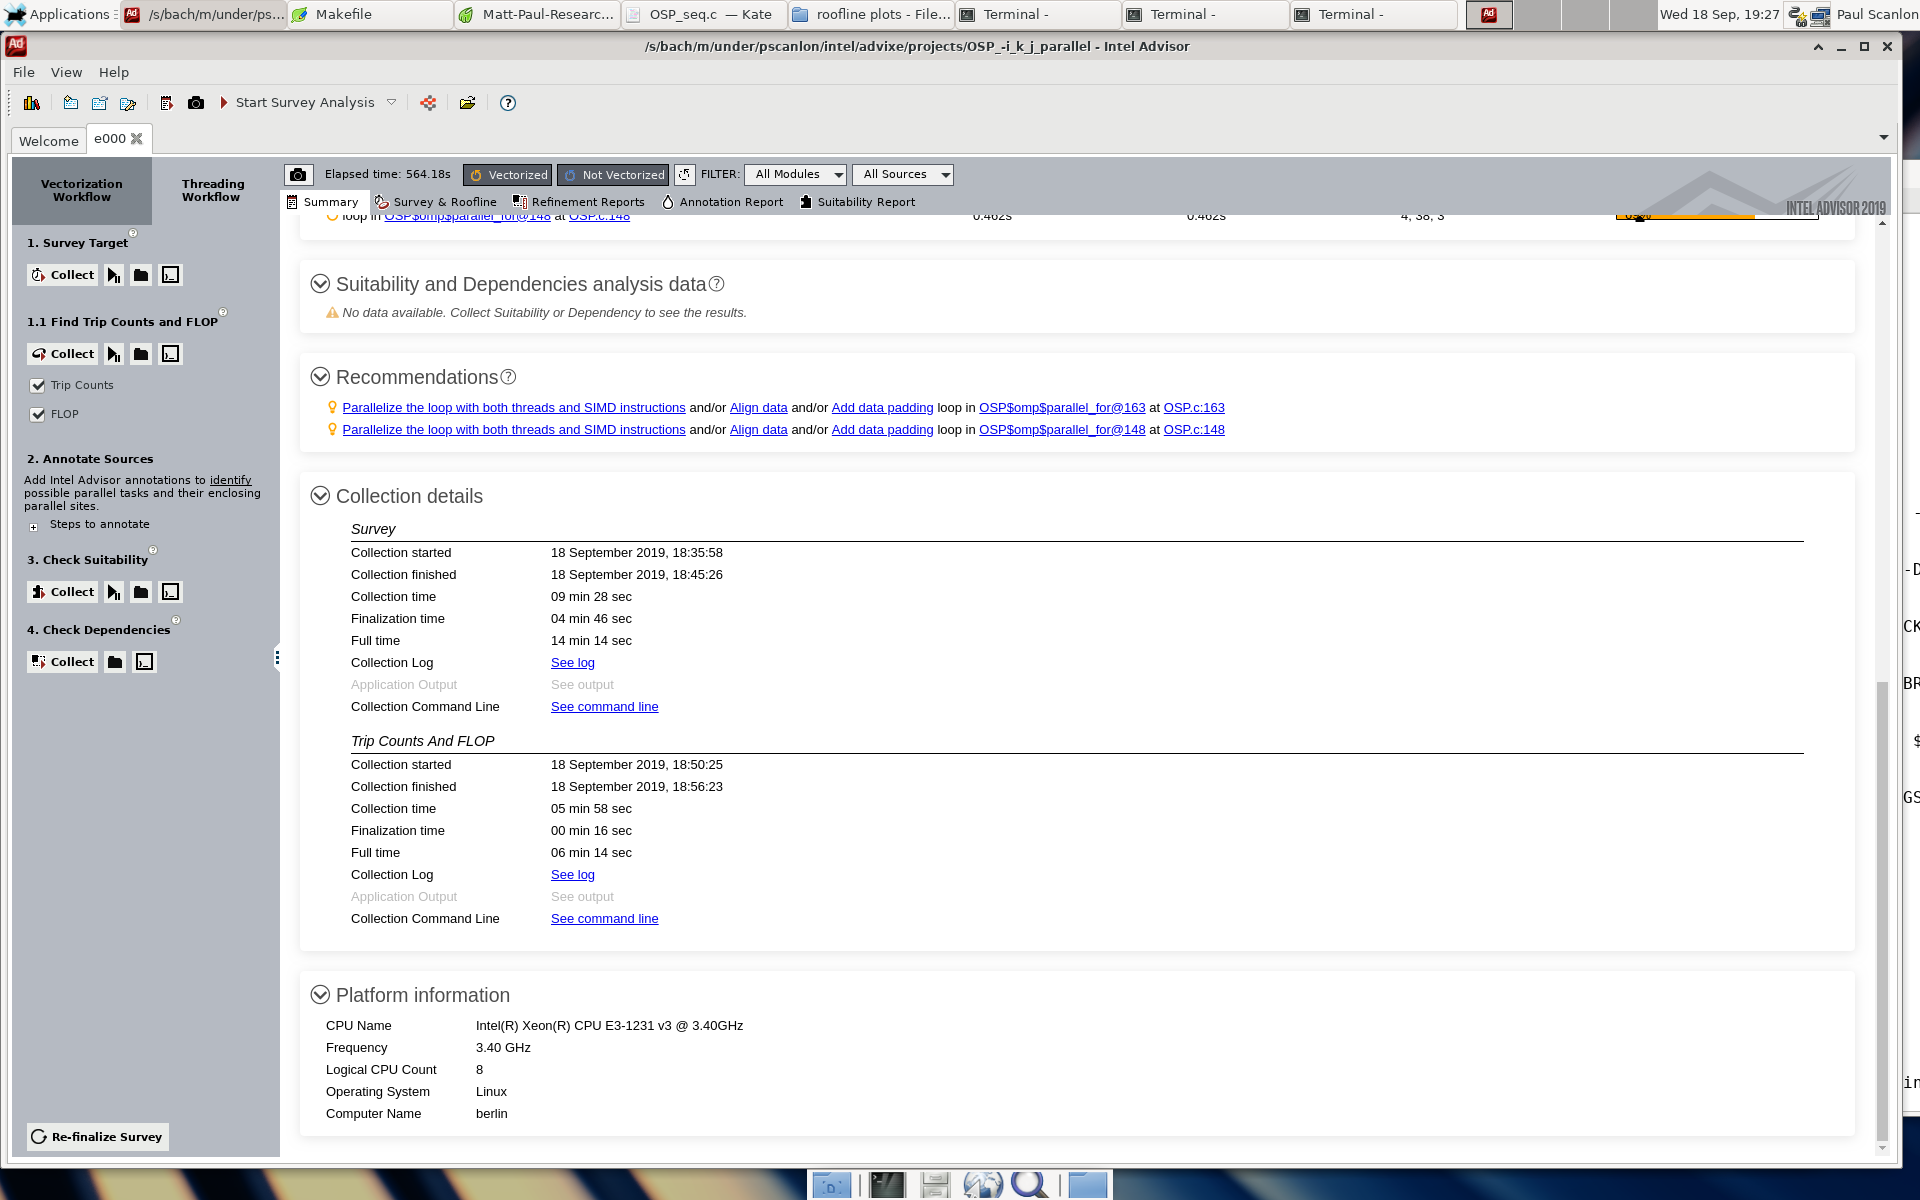 Applications
/s/bach/m/under/ps...
Makefile
Matt-Paul-Researc...
OSP_seq.c — Kate
roofline plots - File...
Terminal -
Terminal -
Terminal -
Wed 18 Sep, 19:27
Paul Scanlon
/s/bach/m/under/pscanlon/intel/advixe/projects/OSP_-i_k_j_parallel - Intel Advisor
File View Help
Start Survey Analysis
Welcome
e000
Vectorization Workflow
Threading Workflow
Elapsed time: 564.18s
Vectorized
Not Vectorized
FILTER:
All Modules
All Sources
Summary
Survey & Roofline
Refinement Reports
Annotation Report
Suitability Report
INTEL ADVISOR 2019
1. Survey Target
Collect
1.1 Find Trip Counts and FLOP
Collect
Trip Counts
FLOP
2. Annotate Sources
Add Intel Advisor annotations to identify
possible parallel tasks and their enclosing
parallel sites.
Steps to annotate
3. Check Suitability
Collect
4. Check Dependencies
Collect
Re-finalize Survey
loop in OSP$omp$parallel_for@148 at OSP.c:148 0.462s 0.462s 4, 38, 3
Suitability and Dependencies analysis data
No data available. Collect Suitability or Dependency to see the results.
Recommendations
Parallelize the loop with both threads and SIMD instructions and/or Align data and/or Add data padding loop in OSP$omp$parallel_for@163 at OSP.c:163
Parallelize the loop with both threads and SIMD instructions and/or Align data and/or Add data padding loop in OSP$omp$parallel_for@148 at OSP.c:148
Collection details
Survey
Collection started 18 September 2019, 18:35:58
Collection finished 18 September 2019, 18:45:26
Collection time 09 min 28 sec
Finalization time 04 min 46 sec
Full time 14 min 14 sec
Collection Log See log
Application Output See output
Collection Command Line See command line
Trip Counts And FLOP
Collection started 18 September 2019, 18:50:25
Collection finished 18 September 2019, 18:56:23
Collection time 05 min 58 sec
Finalization time 00 min 16 sec
Full time 06 min 14 sec
Collection Log See log
Application Output See output
Collection Command Line See command line
Platform information
CPU Name Intel(R) Xeon(R) CPU E3-1231 v3 @ 3.40GHz
Frequency 3.40 GHz
Logical CPU Count 8
Operating System Linux
Computer Name berlin
-D
CK
BR
$
GS
in